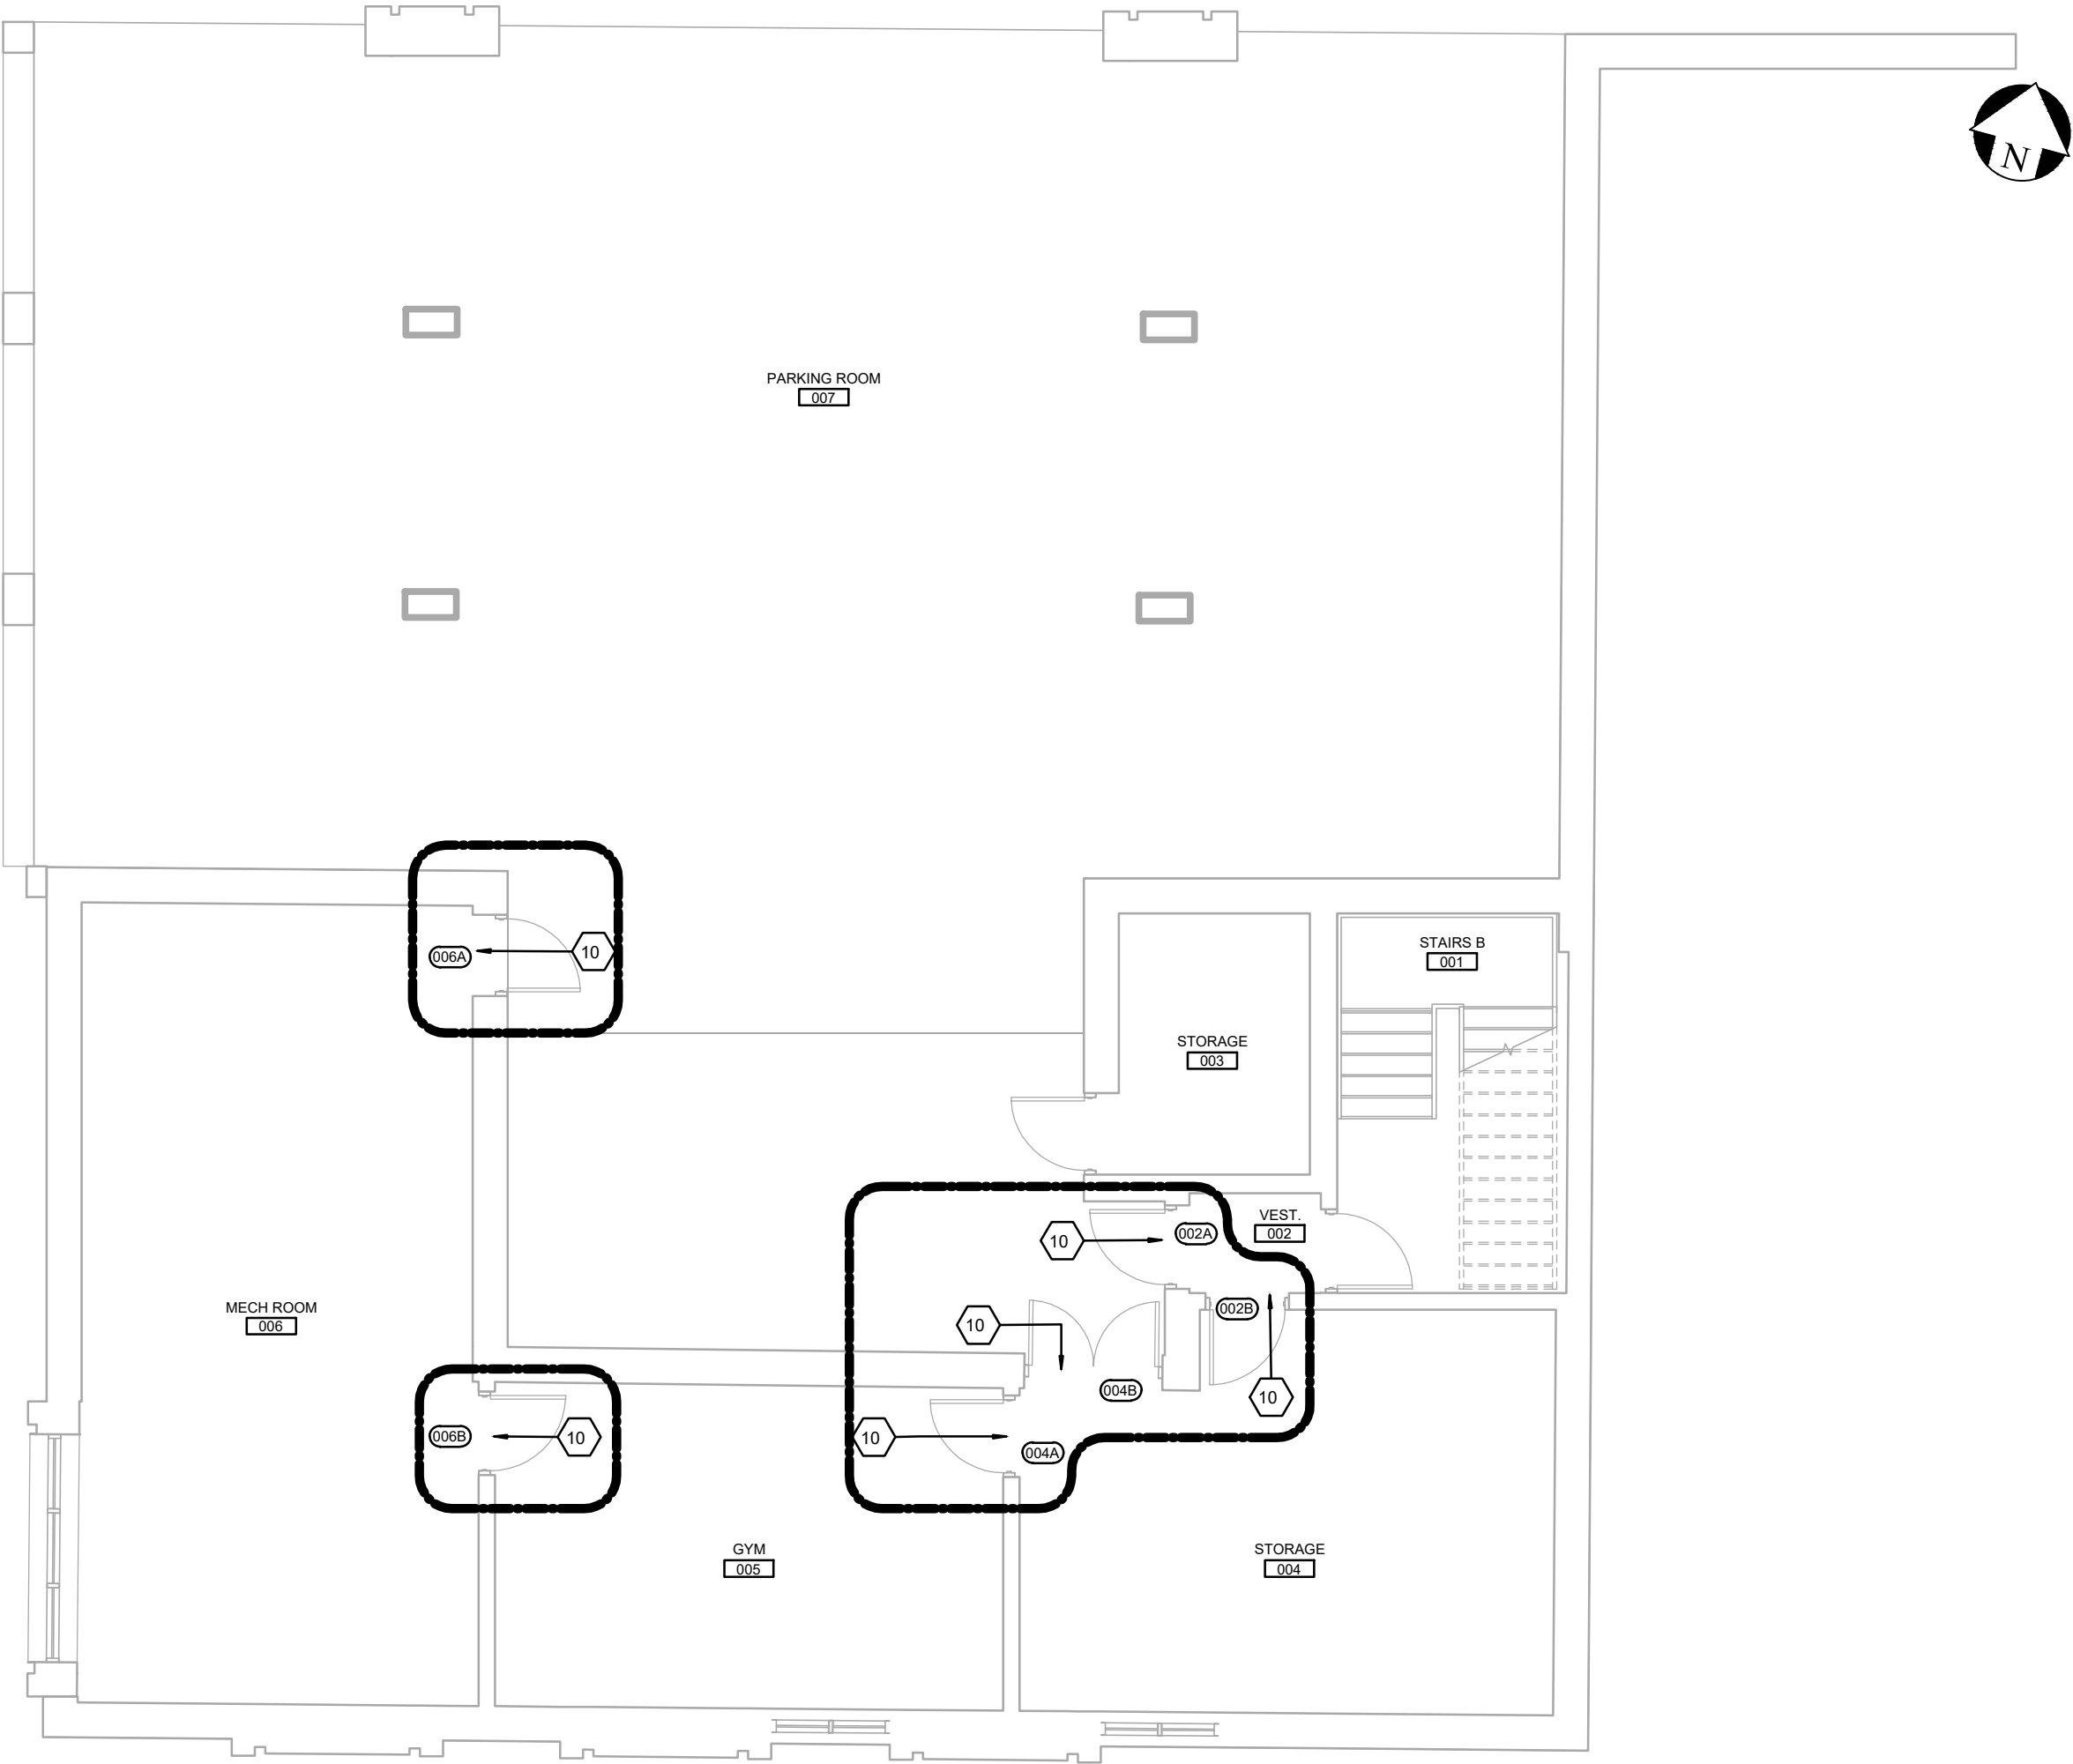 N
PARKING ROOM
007
STAIRS B
001
006A
10
STORAGE
003
VEST.
002
002A
10
002B
MECH ROOM
006
10
004B
10
006B
10
10
004A
GYM
005
STORAGE
004